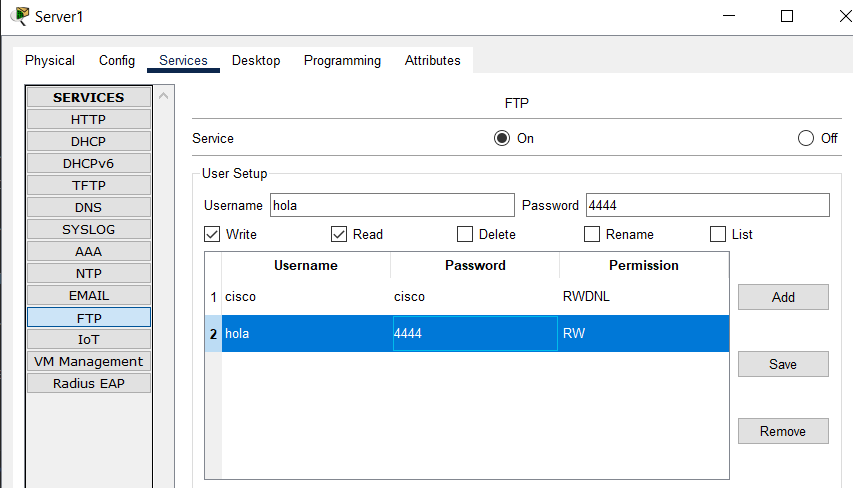 Server1
Physical Config Services Desktop Programming Attributes
SERVICES
HTTP
DHCP
DHCPv6
TFTP
DNS
SYSLOG
AAA
NTP
EMAIL
FTP
IoT
VM Management
Radius EAP
FTP
Service On Off
User Setup
Username hola Password 4444
Write Read Delete Rename List
Username Password Permission
1 cisco cisco RWDNL
2 hola 4444 RW
Add
Save
Remove